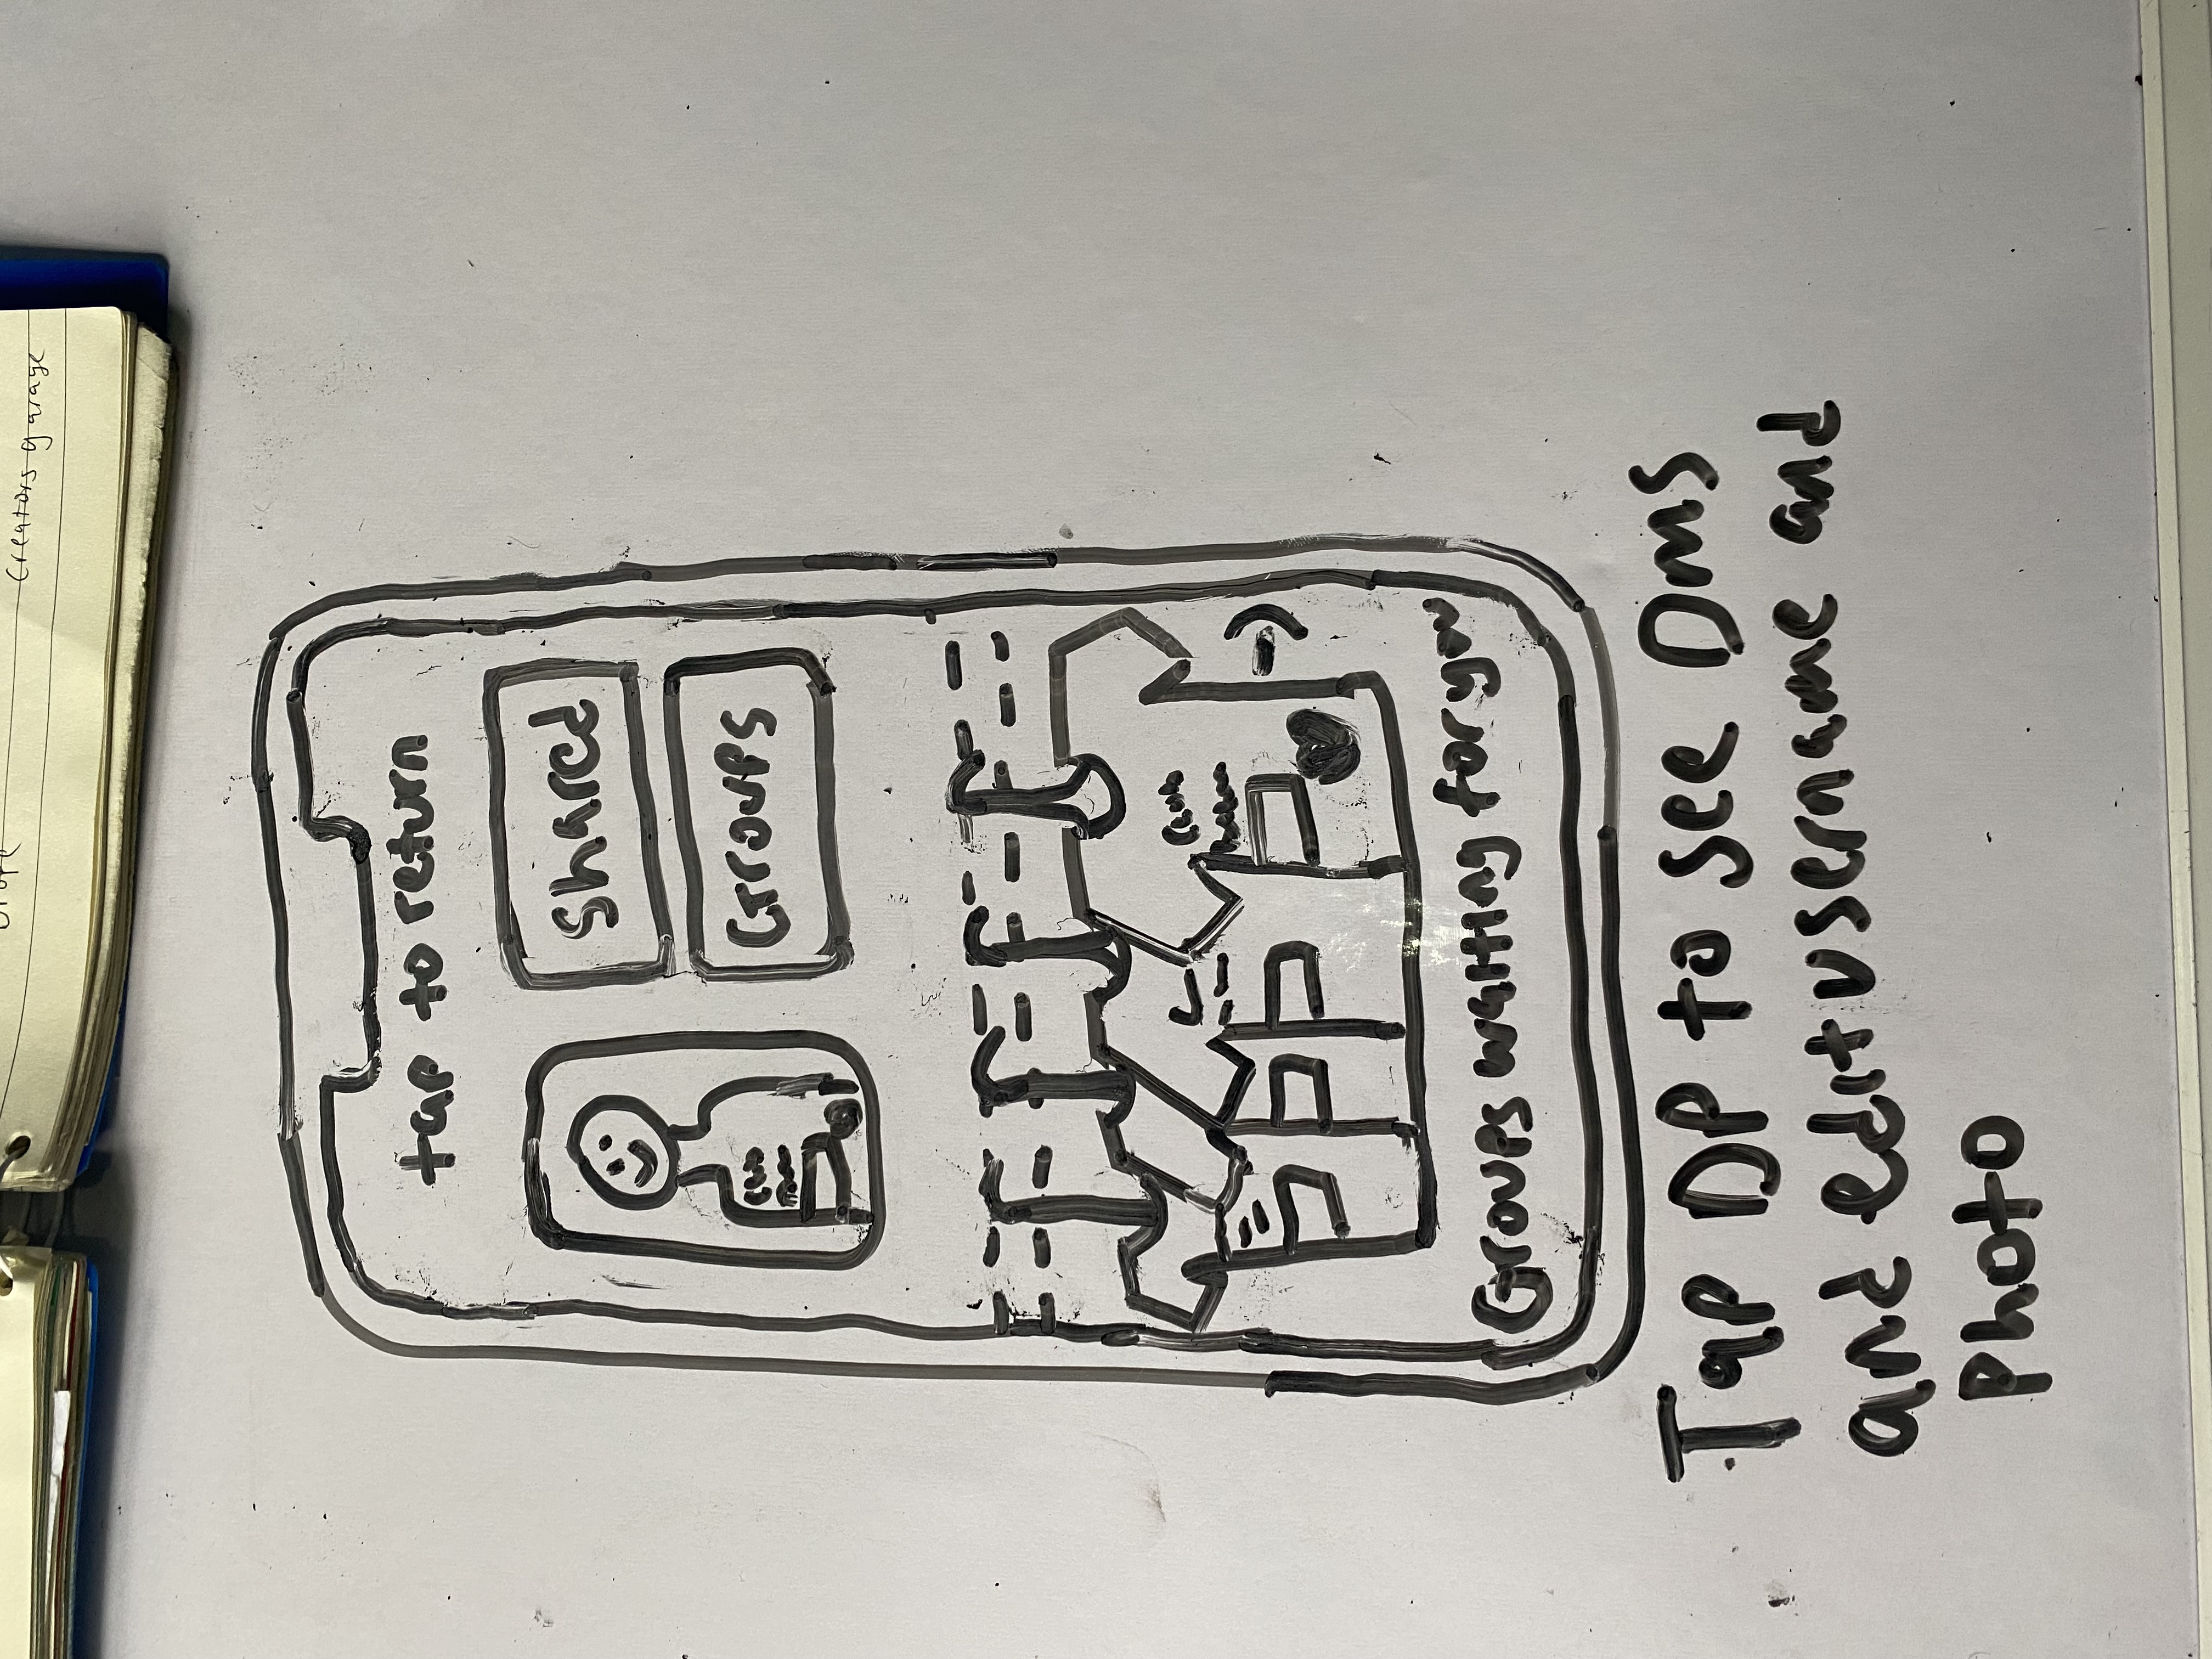 Creators garage
tap to return
Shared
Groups
Groups waiting for you
Tap DP to see Dms
and edit username and
Photo